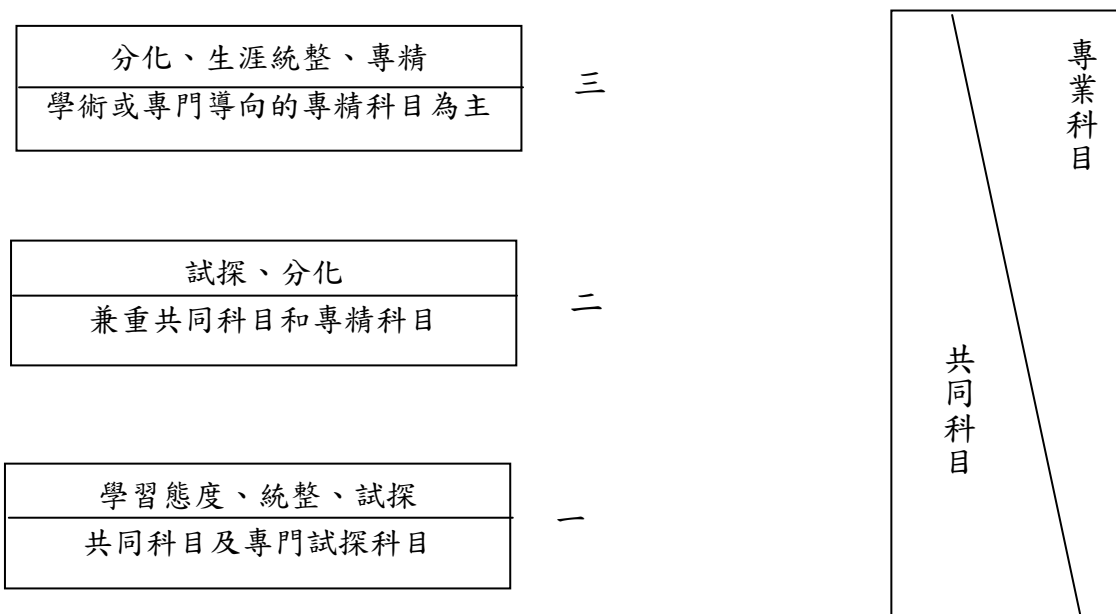 分化、生涯統整、專精
學術或專門導向的專精科目為主
三
專業科目
試探、分化
兼重共同科目和專精科目
二
共同科目
學習態度、統整、試探
共同科目及專門試探科目
一